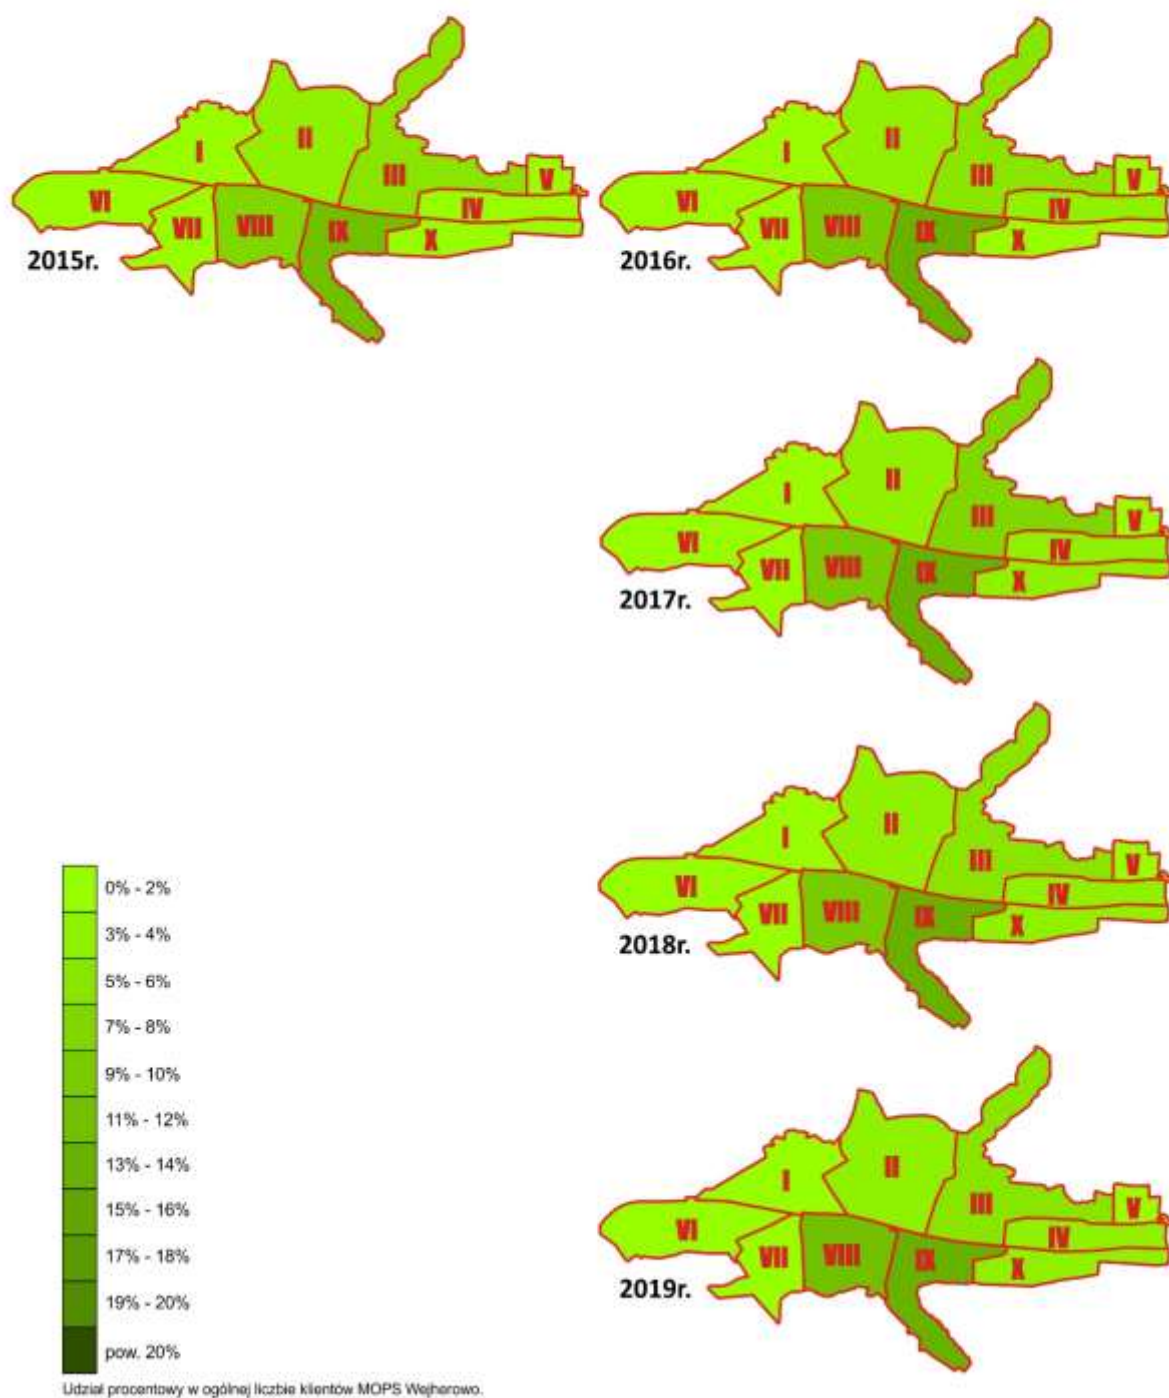 I
II
III
V
VI
IV
VII
VIII
IX
X
2015r.
I
II
III
V
VI
IV
VII
VIII
IX
X
2016r.
I
II
III
V
VI
IV
VII
VIII
IX
X
2017r.
I
II
III
V
VI
IV
VII
VIII
IX
X
2018r.
I
II
III
V
VI
IV
VII
VIII
IX
X
2019r.
0% - 2%
3% - 4%
5% - 6%
7% - 8%
9% - 10%
11% - 12%
13% - 14%
15% - 16%
17% - 18%
19% - 20%
pow. 20%
Udział procentowy w ogólnej liczbie klientów MOPS Wejherowo.